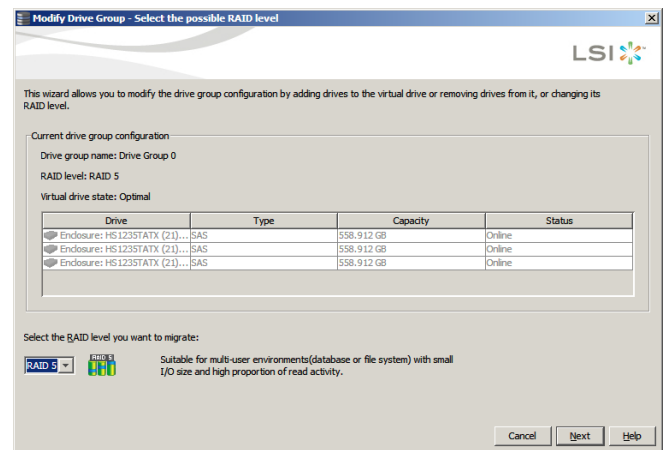 Modify Drive Group - Select the possible RAID level
LSI
This wizard allows you to modify the drive group configuration by adding drives to the virtual drive or removing drives from it, or changing its
RAID level.
Current drive group configuration
Drive group name: Drive Group 0
RAID level: RAID 5
Virtual drive state: Optimal
Drive Type Capacity Status
Enclosure: HS1235TATX (21)... SAS 558.912 GB Online
Enclosure: HS1235TATX (21)... SAS 558.912 GB Online
Enclosure: HS1235TATX (21)... SAS 558.912 GB Online
Select the RAID level you want to migrate:
RAID 5
RAID 5
Suitable for multi-user environments(database or file system) with small
I/O size and high proportion of read activity.
Cancel Next Help